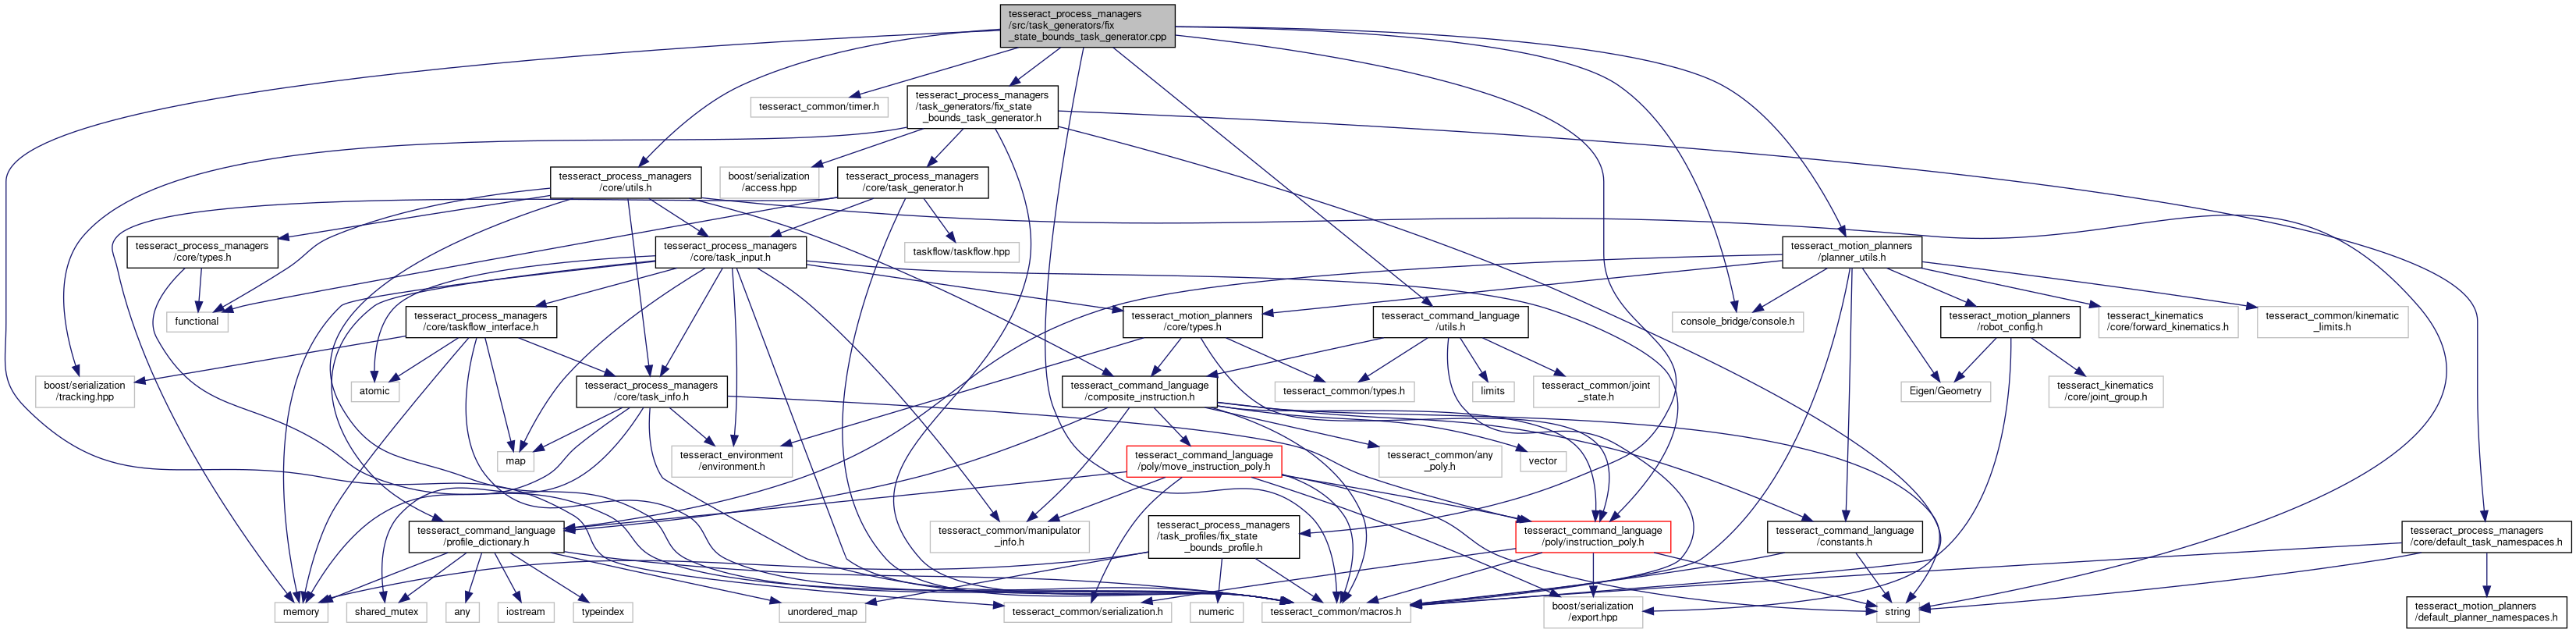 tesseract_process_managers
/src/task_generators/fix
_state_bounds_task_generator.cpp
tesseract_common/timer.h
tesseract_process_managers
/task_generators/fix_state
_bounds_task_generator.h
tesseract_process_managers
/core/utils.h
boost/serialization
/access.hpp
tesseract_process_managers
/core/task_generator.h
tesseract_process_managers
/core/types.h
tesseract_process_managers
/core/task_input.h
taskflow/taskflow.hpp
tesseract_motion_planners
/planner_utils.h
functional
tesseract_process_managers
/core/taskflow_interface.h
tesseract_motion_planners
/core/types.h
tesseract_command_language
/utils.h
console_bridge/console.h
tesseract_motion_planners
/robot_config.h
tesseract_kinematics
/core/forward_kinematics.h
tesseract_common/kinematic
_limits.h
boost/serialization
/tracking.hpp
atomic
tesseract_process_managers
/core/task_info.h
tesseract_command_language
/composite_instruction.h
tesseract_common/types.h
limits
tesseract_common/joint
_state.h
Eigen/Geometry
tesseract_kinematics
/core/joint_group.h
map
tesseract_environment
/environment.h
tesseract_command_language
/poly/move_instruction_poly.h
tesseract_common/any
_poly.h
vector
tesseract_command_language
/profile_dictionary.h
tesseract_common/manipulator
_info.h
tesseract_process_managers
/task_profiles/fix_state
_bounds_profile.h
tesseract_command_language
/poly/instruction_poly.h
tesseract_command_language
/constants.h
tesseract_process_managers
/core/default_task_namespaces.h
memory
shared_mutex
any
iostream
typeindex
unordered_map
tesseract_common/serialization.h
numeric
tesseract_common/macros.h
boost/serialization
/export.hpp
string
tesseract_motion_planners
/default_planner_namespaces.h